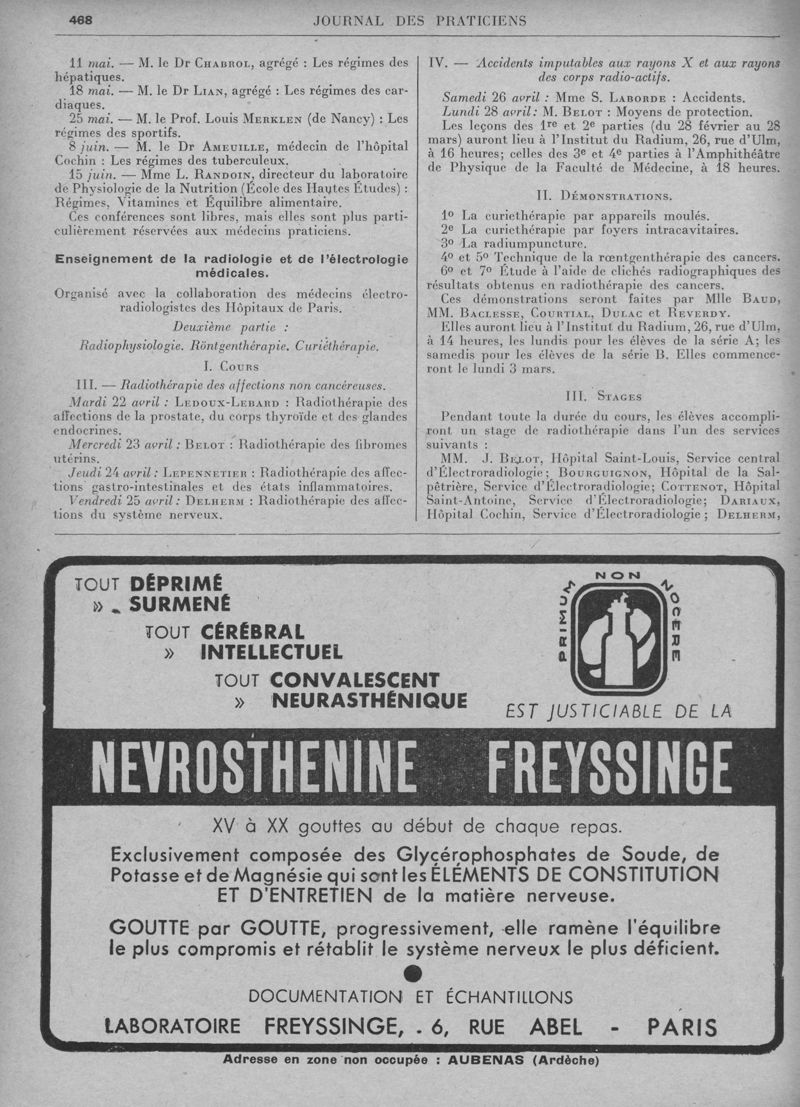 468
JOURNAL DES PRATICIENS
11 mai. — M. le Dr CHABROL, agrégé : Les régimes des
hépatiques.
18 mai. — M. le Dr LIAN, agrégé : Les régimes des car-
diaques.
25 mai. — M. le Prof. Louis MERKLEN (de Nancy) : Les
régimes des sportifs.
8 juin. — M. le Dr AMEUILLE, médecin de l'hôpital
Cochin : Les régimes des tuberculeux.
15 juin. — Mme L. RANDOIN, directeur du laboratoire
de Physiologie de la Nutrition (École des Hautes Études) :
Régimes, Vitamines et Équilibre alimentaire.
Ces conférences sont libres, mais elles sont plus parti-
culièrement réservées aux médecins praticiens.
Enseignement de la radiologie et de l'électrologie
médicales.
Organisé avec la collaboration des médecins électro-
radiologistes des Hôpitaux de Paris.
Deuxième partie :
Radiophysiologie. Röntgenthérapie. Curiéthérapie.
I. COURS
III. — Radiothérapie des affections non cancéreuses.
Mardi 22 avril : LEDOUX-LEBARD : Radiothérapie des
affections de la prostate, du corps thyroïde et des glandes
endocrines.
Mercredi 23 avril : BELOT : Radiothérapie des fibromes
utérins.
Jeudi 24 avril : LEPENNETIER : Radiothérapie des affec-
tions gastro-intestinales et des états inflammatoires.
Vendredi 25 avril : DELHERM : Radiothérapie des affec-
tions du système nerveux.
IV. — Accidents imputables aux rayons X et aux rayons
des corps radio-actifs.
Samedi 26 avril : Mme S. LABORDE : Accidents.
Lundi 28 avril: M. BELOT : Moyens de protection.
Les leçons des 1re et 2e parties (du 28 février au 28
mars) auront lieu à l'Institut du Radium, 26, rue d'Ulm,
à 16 heures; celles des 3e et 4e parties à l'Amphithéâtre
de Physique de la Faculté de Médecine, à 18 heures.
II. DÉMONSTRATIONS.
1o La curiethérapie par appareils moulés.
2e La curiethérapie par foyers intracavitaires.
3o La radiumpuncture.
4o et 5o Technique de la rœntgenthérapie des cancers.
6o et 7o Étude à l'aide de clichés radiographiques des
résultats obtenus en radiothérapie des cancers.
Ces démonstrations seront faites par Mlle BAUD,
MM. BACLESSE, COURTIAL, DULAC et REVERDY.
Elles auront lieu à l'Institut du Radium, 26, rue d'Ulm,
à 14 heures, les lundis pour les élèves de la série A; les
samedis pour les élèves de la série B. Elles commence-
ront le lundi 3 mars.
III. STAGES
Pendant toute la durée du cours, les élèves accompli-
ront un stage de radiothérapie dans l'un des services
suivants :
MM. J. BELOT, Hôpital Saint-Louis, Service central
d'Électroradiologie; BOURGUIGNON, Hôpital de la Sal-
pêtrière, Service d'Électroradiologie; COTTENOT, Hôpital
Saint-Antoine, Service d'Électroradiologie; DARIAUX,
Hôpital Cochin, Service d'Électroradiologie ; DELHERM,
TOUT DÉPRIMÉ
» SURMENÉ
TOUT CÉRÉBRAL
» INTELLECTUEL
TOUT CONVALESCENT
» NEURASTHÉNIQUE
PRIMUM NON NOCERE
EST JUSTICIABLE DE LA
NEVROSTHENINE FREYSSINGE
XV à XX gouttes au début de chaque repas.
Exclusivement composée des Glycérophosphates de Soude, de
Potasse et de Magnésie qui sont les ÉLÉMENTS DE CONSTITUTION
ET D'ENTRETIEN de la matière nerveuse.
GOUTTE par GOUTTE, progressivement, elle ramène l'équilibre
le plus compromis et rétablit le système nerveux le plus déficient.
DOCUMENTATION ET ÉCHANTILLONS
LABORATOIRE FREYSSINGE, . 6, RUE ABEL - PARIS
Adresse en zone non occupée : AUBENAS (Ardèche)